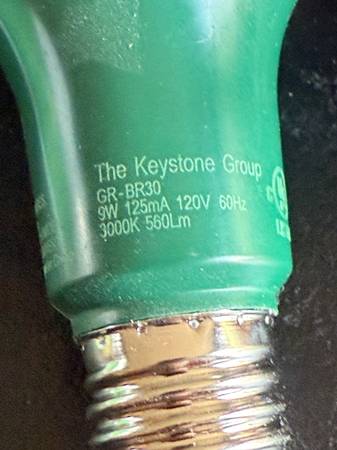 The Keystone Group
GR-BR30
9W 125mA 120V 60Hz
3000K 560Lm